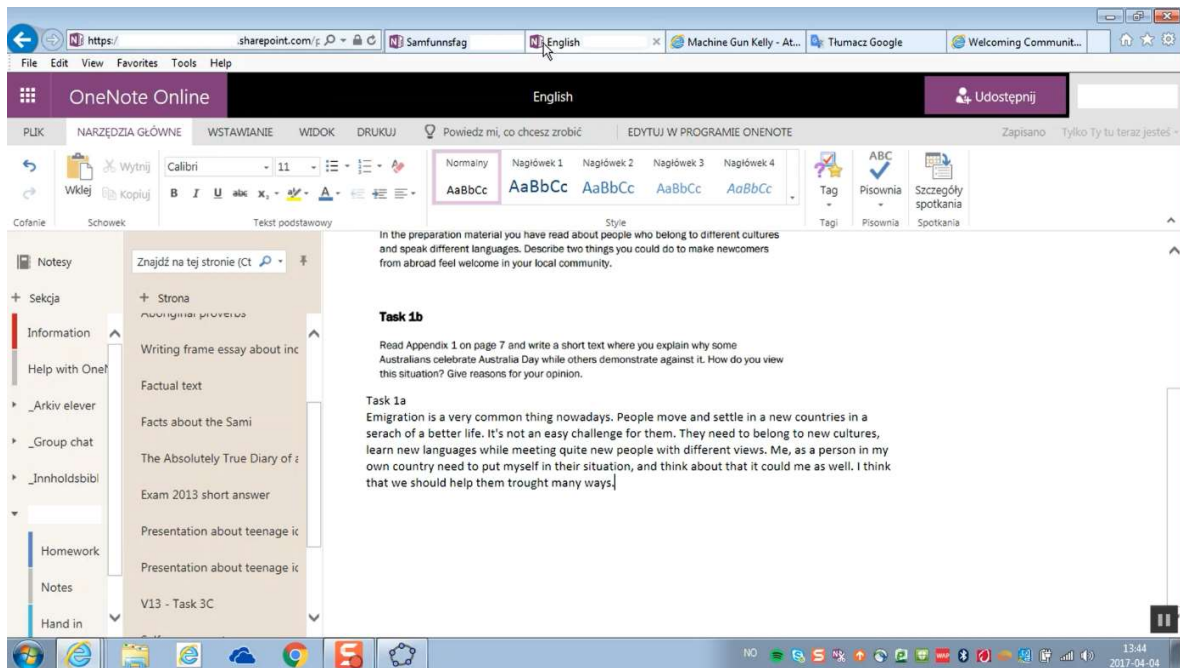 https:/ .sharepoint.com/
Samfunnsfag
English
Machine Gun Kelly - At...
Tłumacz Google
Welcoming Communit...
File Edit View Favorites Tools Help
OneNote Online
English
Udostępnij
PLIK NARZĘDZIA GŁÓWNE WSTAWIANIE WIDOK DRUKUJ Powiedz mi, co chcesz zrobić EDYTUJ W PROGRAMIE ONENOTE Zapisano Tylko Ty tu teraz jesteś
Wklej Wytnij Kopiuj
Calibri 11
B I U abc x, A
Normalny Nagłówek 1 Nagłówek 2 Nagłówek 3 Nagłówek 4
AaBbCc AaBbCc AaBbCc AaBbCc AaBbCc
Tag
ABC
Pisownia
Szczegóły
spotkania
Cofanie Schowek Tekst podstawowy Style Tagi Pisownia Spotkania
Notesy
+ Sekcja
Information
Help with OneN
_Arkiv elever
_Group chat
_Innholdsbibl
Homework
Notes
Hand in
Znajdź na tej stronie (Ct
+ Strona
Aboriginal proverbs
Writing frame essay about inc
Factual text
Facts about the Sami
The Absolutely True Diary of a
Exam 2013 short answer
Presentation about teenage ic
Presentation about teenage ic
V13 - Task 3C
In the preparation material you have read about people who belong to different cultures
and speak different languages. Describe two things you could do to make newcomers
from abroad feel welcome in your local community.
Task 1b
Read Appendix 1 on page 7 and write a short text where you explain why some
Australians celebrate Australia Day while others demonstrate against it. How do you view
this situation? Give reasons for your opinion.
Task 1a
Emigration is a very common thing nowadays. People move and settle in a new countries in a
serach of a better life. It's not an easy challenge for them. They need to belong to new cultures,
learn new languages while meeting quite new people with different views. Me, as a person in my
own country need to put myself in their situation, and think about that it could me as well. I think
that we should help them trought many ways.
NO
13:44
2017-04-04